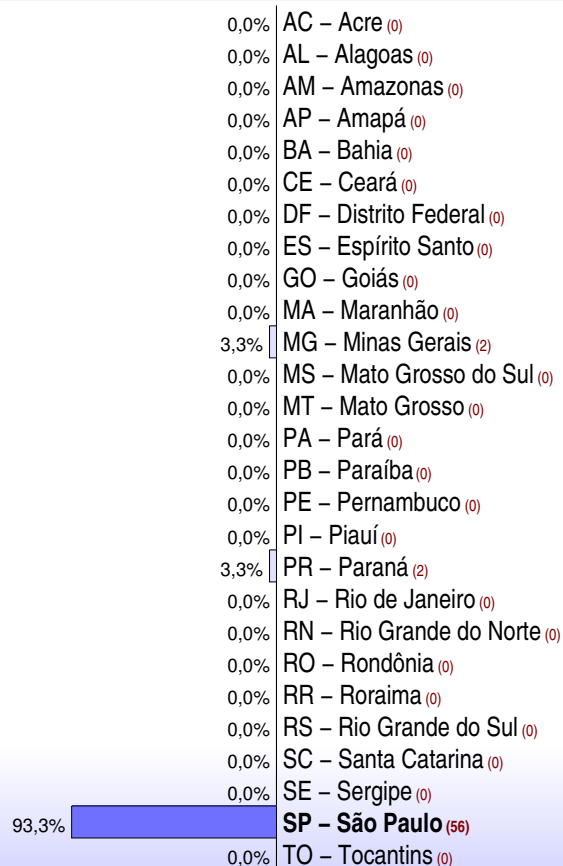 0,0% AC – Acre (0)
0,0% AL – Alagoas (0)
0,0% AM – Amazonas (0)
0,0% AP – Amapá (0)
0,0% BA – Bahia (0)
0,0% CE – Ceará (0)
0,0% DF – Distrito Federal (0)
0,0% ES – Espírito Santo (0)
0,0% GO – Goiás (0)
0,0% MA – Maranhão (0)
3,3% MG – Minas Gerais (2)
0,0% MS – Mato Grosso do Sul (0)
0,0% MT – Mato Grosso (0)
0,0% PA – Pará (0)
0,0% PB – Paraíba (0)
0,0% PE – Pernambuco (0)
0,0% PI – Piauí (0)
3,3% PR – Paraná (2)
0,0% RJ – Rio de Janeiro (0)
0,0% RN – Rio Grande do Norte (0)
0,0% RO – Rondônia (0)
0,0% RR – Roraima (0)
0,0% RS – Rio Grande do Sul (0)
0,0% SC – Santa Catarina (0)
0,0% SE – Sergipe (0)
93,3% SP – São Paulo (56)
0,0% TO – Tocantins (0)